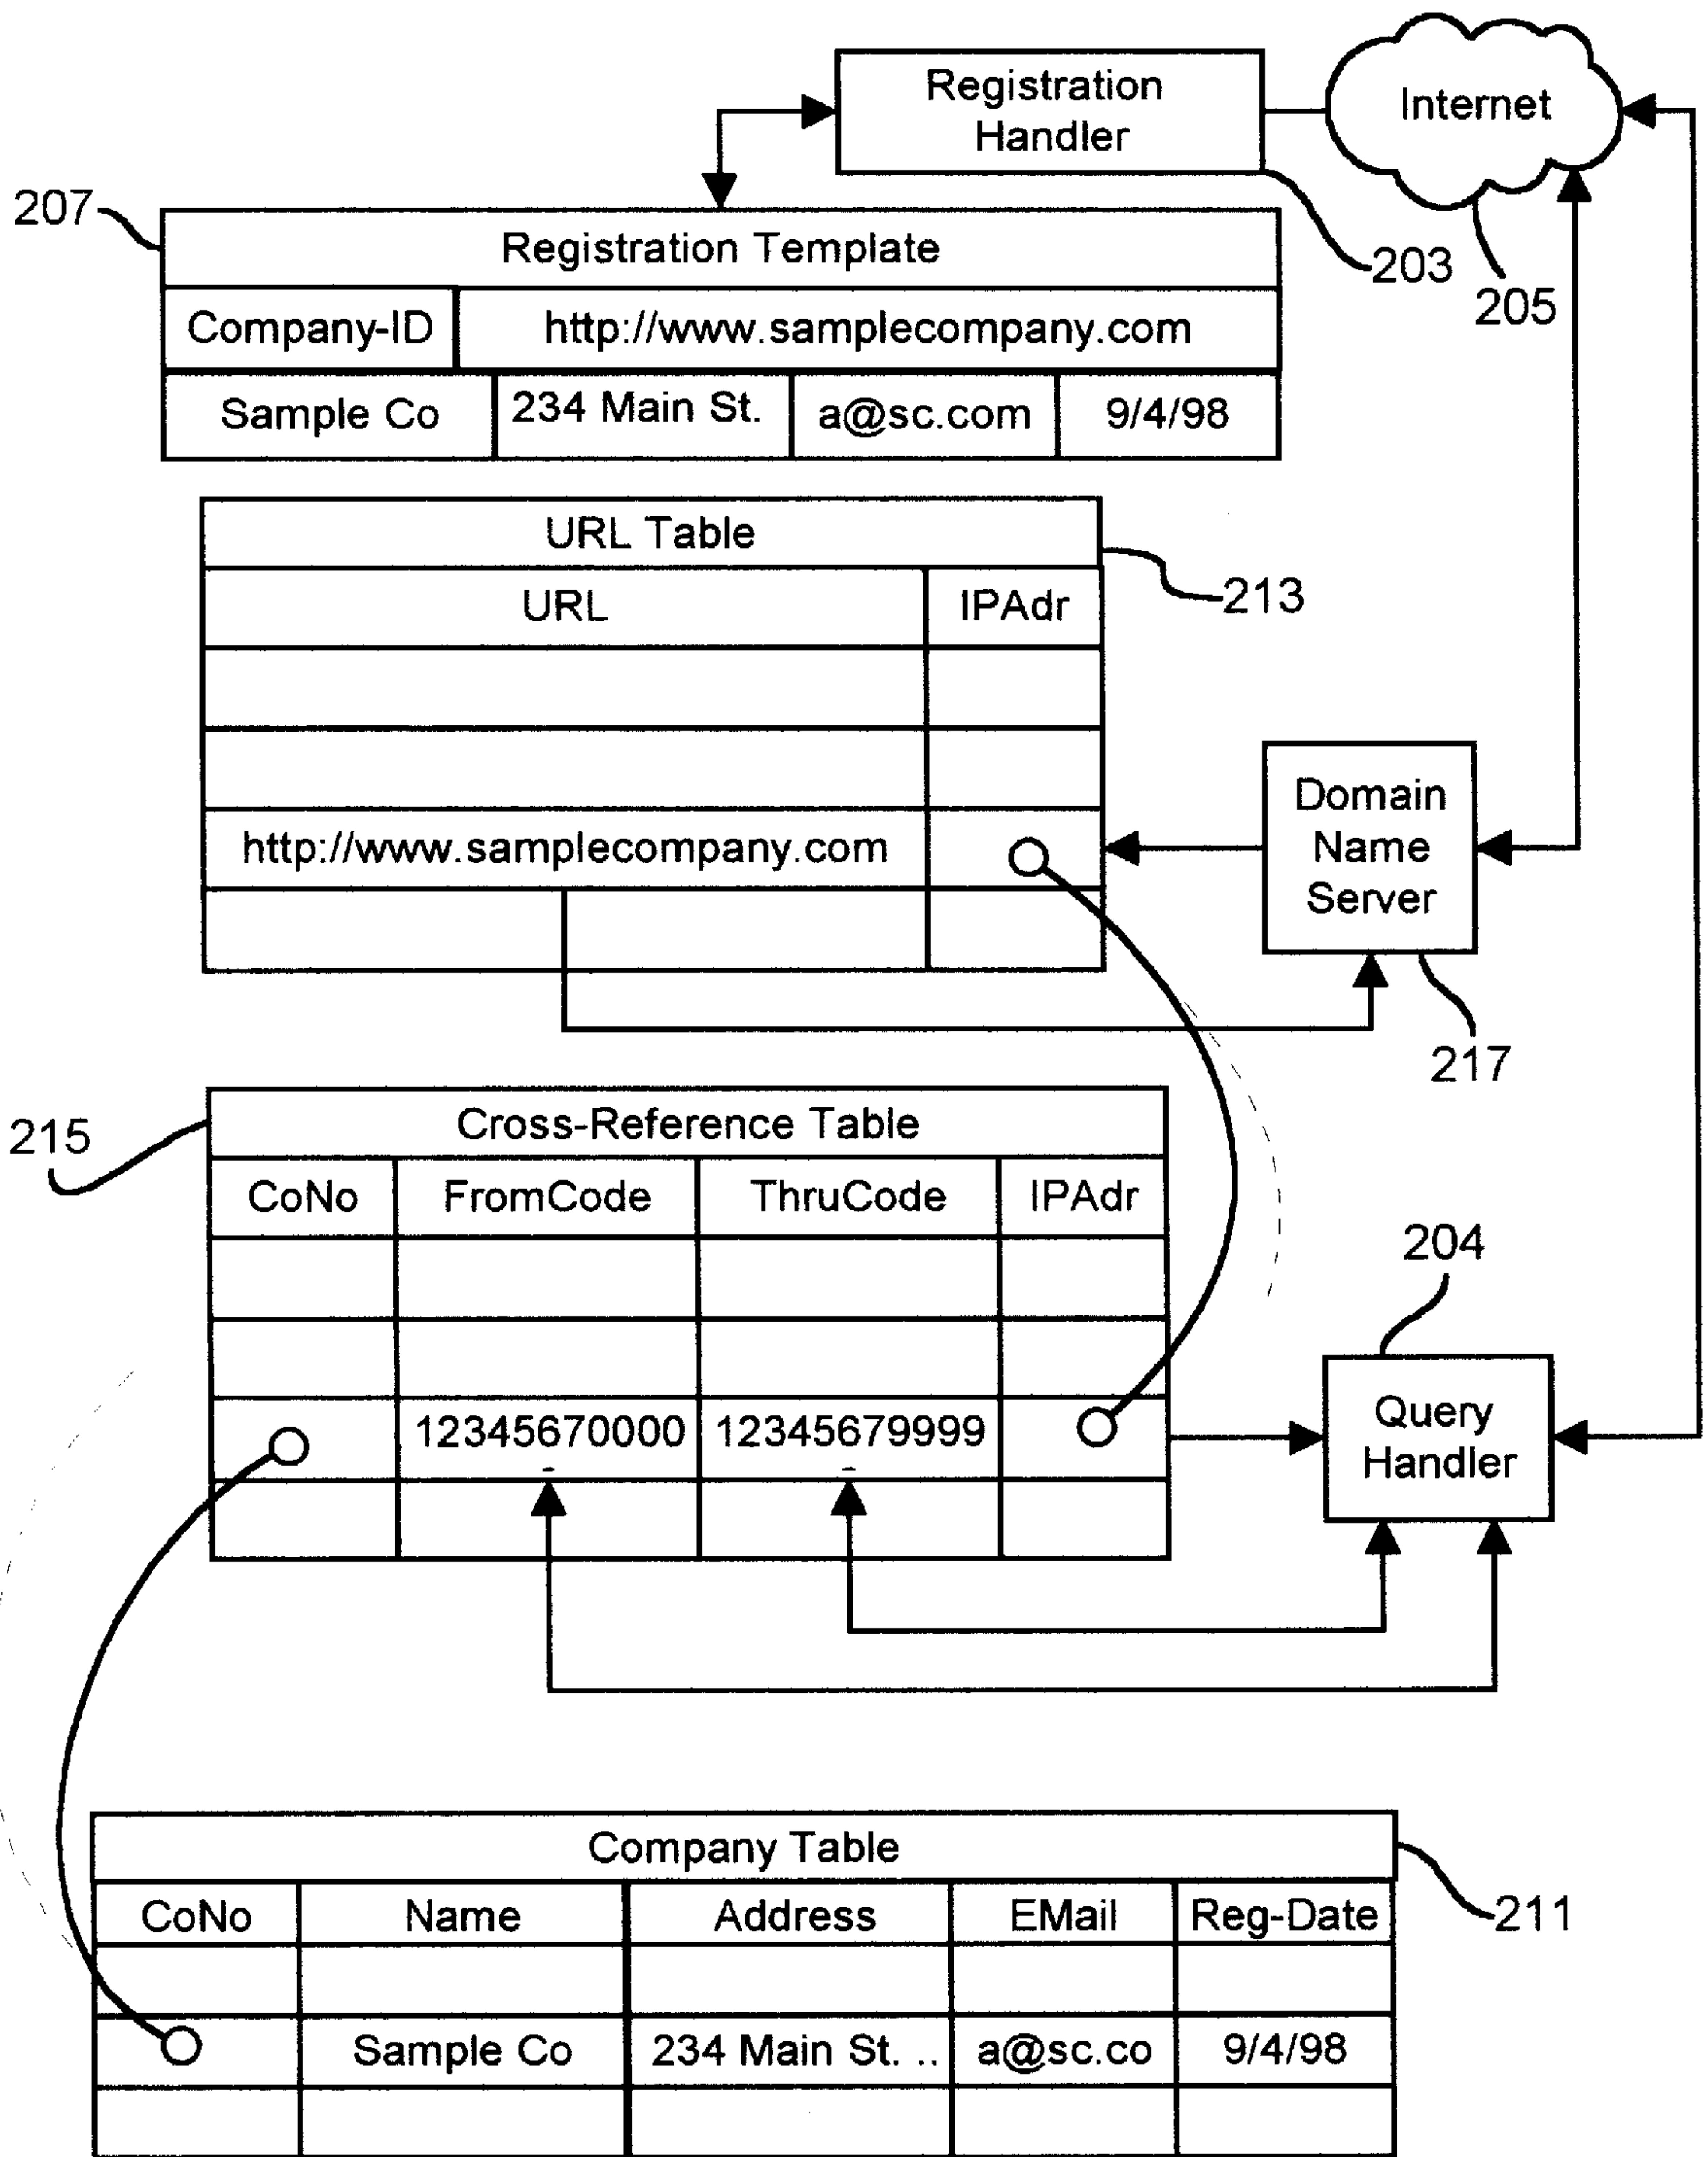 Registration
Handler
Internet
207
Registration Template
203
205
Company-ID http://www.samplecompany.com
Sample Co 234 Main St. a@sc.com 9/4/98
URL Table
213
URL IPAdr
http://www.samplecompany.com
Domain
Name
Server
217
215
Cross-Reference Table
CoNo FromCode ThruCode IPAdr
204
12345670000 12345679999
Query
Handler
Company Table
211
CoNo Name Address EMail Reg-Date
Sample Co 234 Main St. .. a@sc.co 9/4/98